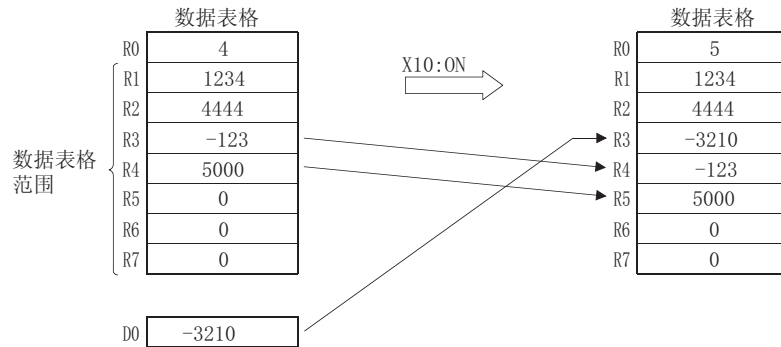 数据表格
R0 4
R1 1234
R2 4444
R3 -123
R4 5000
R5 0
R6 0
R7 0
数据表格
范围
D0 -3210
X10:ON
数据表格
R0 5
R1 1234
R2 4444
R3 -3210
R4 -123
R5 5000
R6 0
R7 0